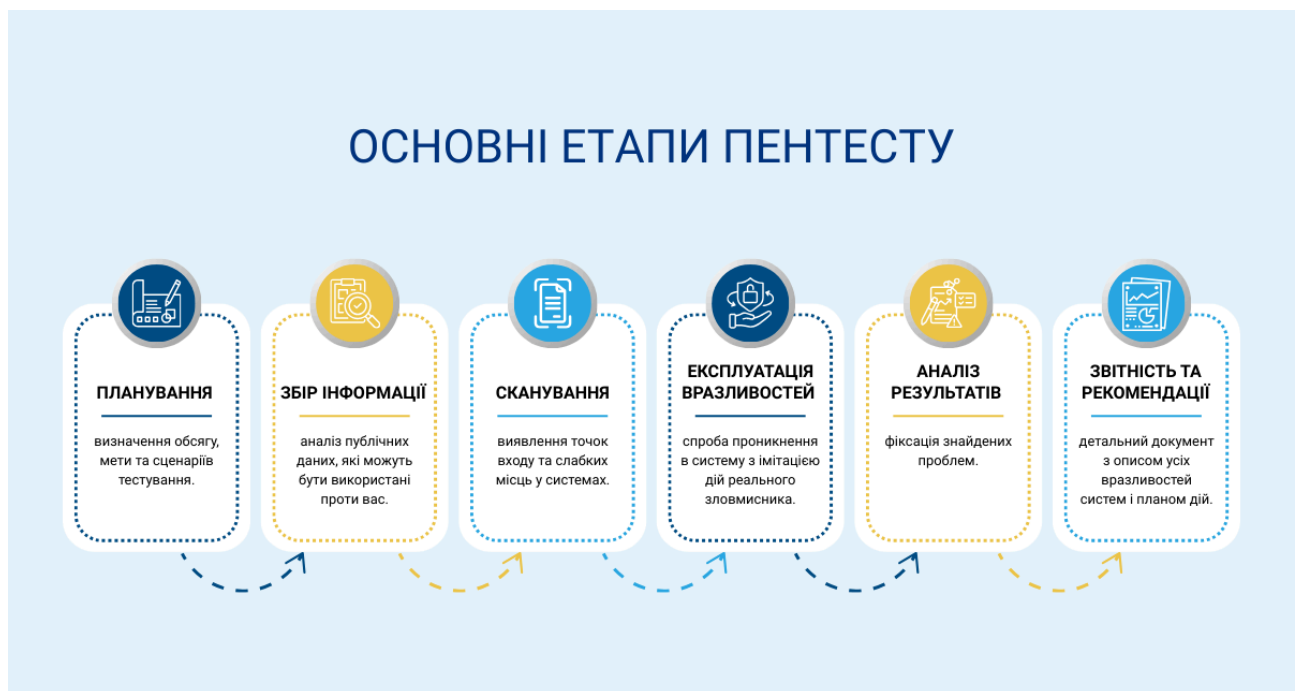 ОСНОВНІ ЕТАПИ ПЕНТЕСТУ
ПЛАНУВАННЯ
визначення обсягу,
мети та сценаріїв
тестування.
ЗБІР ІНФОРМАЦІЇ
аналіз публічних
даних, які можуть
бути використані
проти вас.
СКАНУВАННЯ
виявлення точок
входу та слабких
місць у системах.
ЕКСПЛУАТАЦІЯ
ВРАЗЛИВОСТЕЙ
спроба проникнення
в систему з імітацією
дій реального
зловмисника.
АНАЛІЗ
РЕЗУЛЬТАТІВ
фіксація знайдених
проблем.
ЗВІТНІСТЬ ТА
РЕКОМЕНДАЦІЇ
детальний документ
з описом усіх
вразливостей
систем і планом дій.